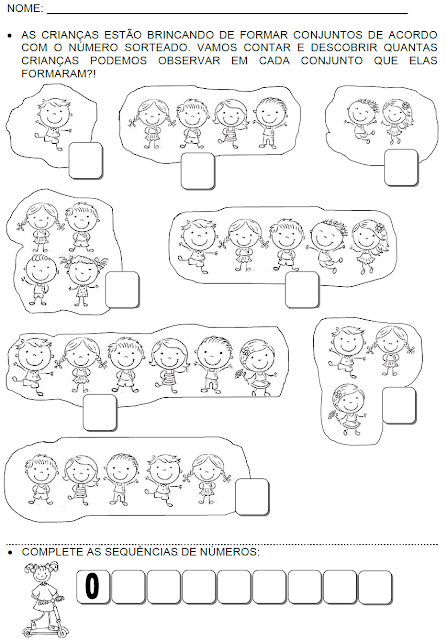 NOME:
• AS CRIANÇAS ESTÃO BRINCANDO DE FORMAR CONJUNTOS DE ACORDO
COM O NÚMERO SORTEADO. VAMOS CONTAR E DESCOBRIR QUANTAS
CRIANÇAS PODEMOS OBSERVAR EM CADA CONJUNTO QUE ELAS
FORMARAM?!
• COMPLETE AS SEQUÊNCIAS DE NÚMEROS:
0